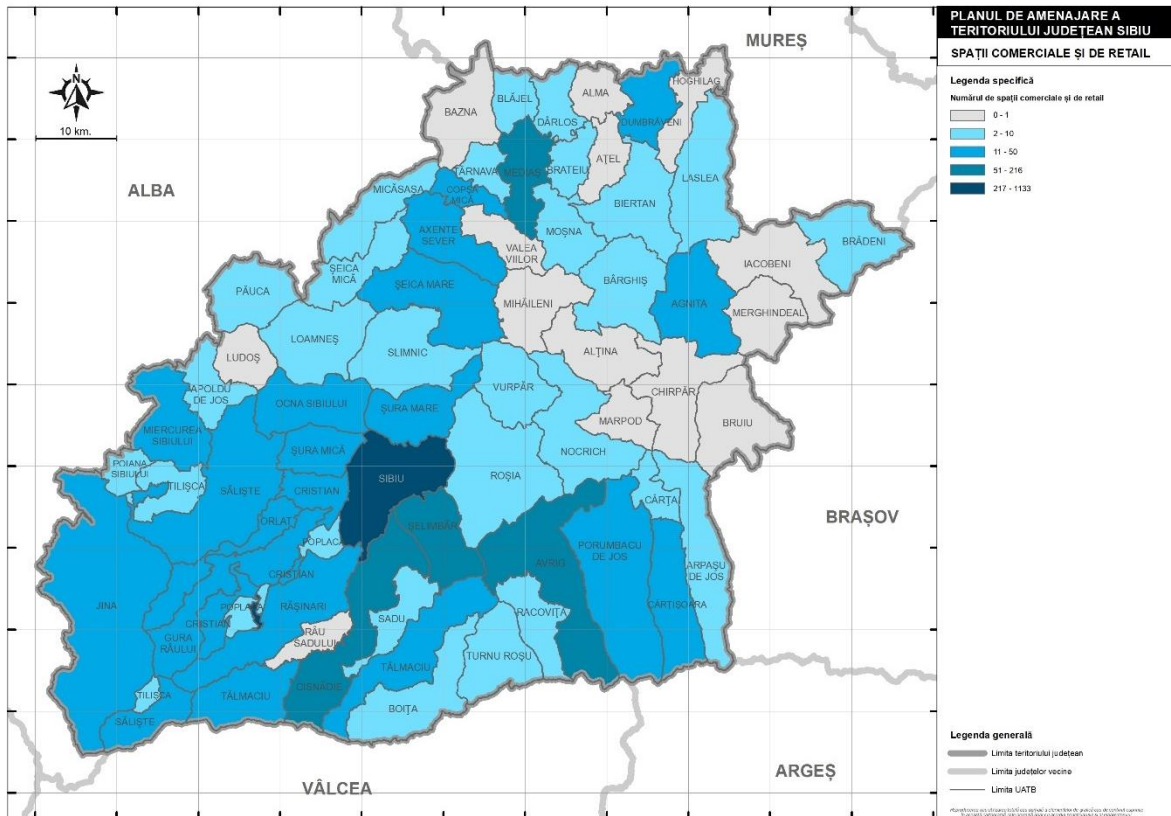 PLANUL DE AMENAJARE A
TERITORIULUI JUDEȚEAN SIBIU
SPAȚII COMERCIALE ȘI DE RETAIL
Legenda specifică
Numărul de spații comerciale și de retail
0 - 1
2 - 10
11 - 50
51 - 216
217 - 1133
N
10 km.
MUREȘ
ALBA
BRAȘOV
ARGEȘ
VÂLCEA
BAZNA
BLĂJEL
ALMA
HOGHILAG
DÂRLOS
DUMBRĂVENI
TÂRNAVA
MEDIAȘ
BRATEIU
AȚEL
LASLEA
MICĂSASA
COPȘA
MICĂ
BIERTAN
AXENTE
SEVER
MOȘNA
BRĂDENI
VALEA
VIILOR
IACOBENI
ȘEICA
MICĂ
ȘEICA MARE
BÂRGHIȘ
PĂUCA
MIHĂILENI
AGNITA
MERGHINDEAL
LOAMNEȘ
SLIMNIC
ALȚINA
LUDOȘ
APOLDU
DE JOS
VURPĂR
CHIRPĂR
OCNA SIBIULUI
ȘURA MARE
MARPOD
BRUIU
MIERCUREA
SIBIULUI
ȘURA MICĂ
NOCRICH
POIANA
SIBIULUI
SIBIU
ROȘIA
TILIȘCA
SĂLIȘTE
CRISTIAN
CÂRȚA
ORLAT
ȘELIMBĂR
POPLACA
PORUMBACU
DE JOS
AVRIG
ARPAȘU
DE JOS
CRISTIAN
JINA
POPLACA
RĂȘINARI
CÂRȚIȘOARA
RACOVIȚA
CRISTIAN
SADU
RÂU
SADULUI
GURA
RÂULUI
TURNU ROȘU
TĂLMACIU
CISNĂDIE
TILIȘCA
TĂLMACIU
BOIȚA
SĂLIȘTE
Legenda generală
Limita teritoriului județean
Limita județelor vecine
Limita UATB